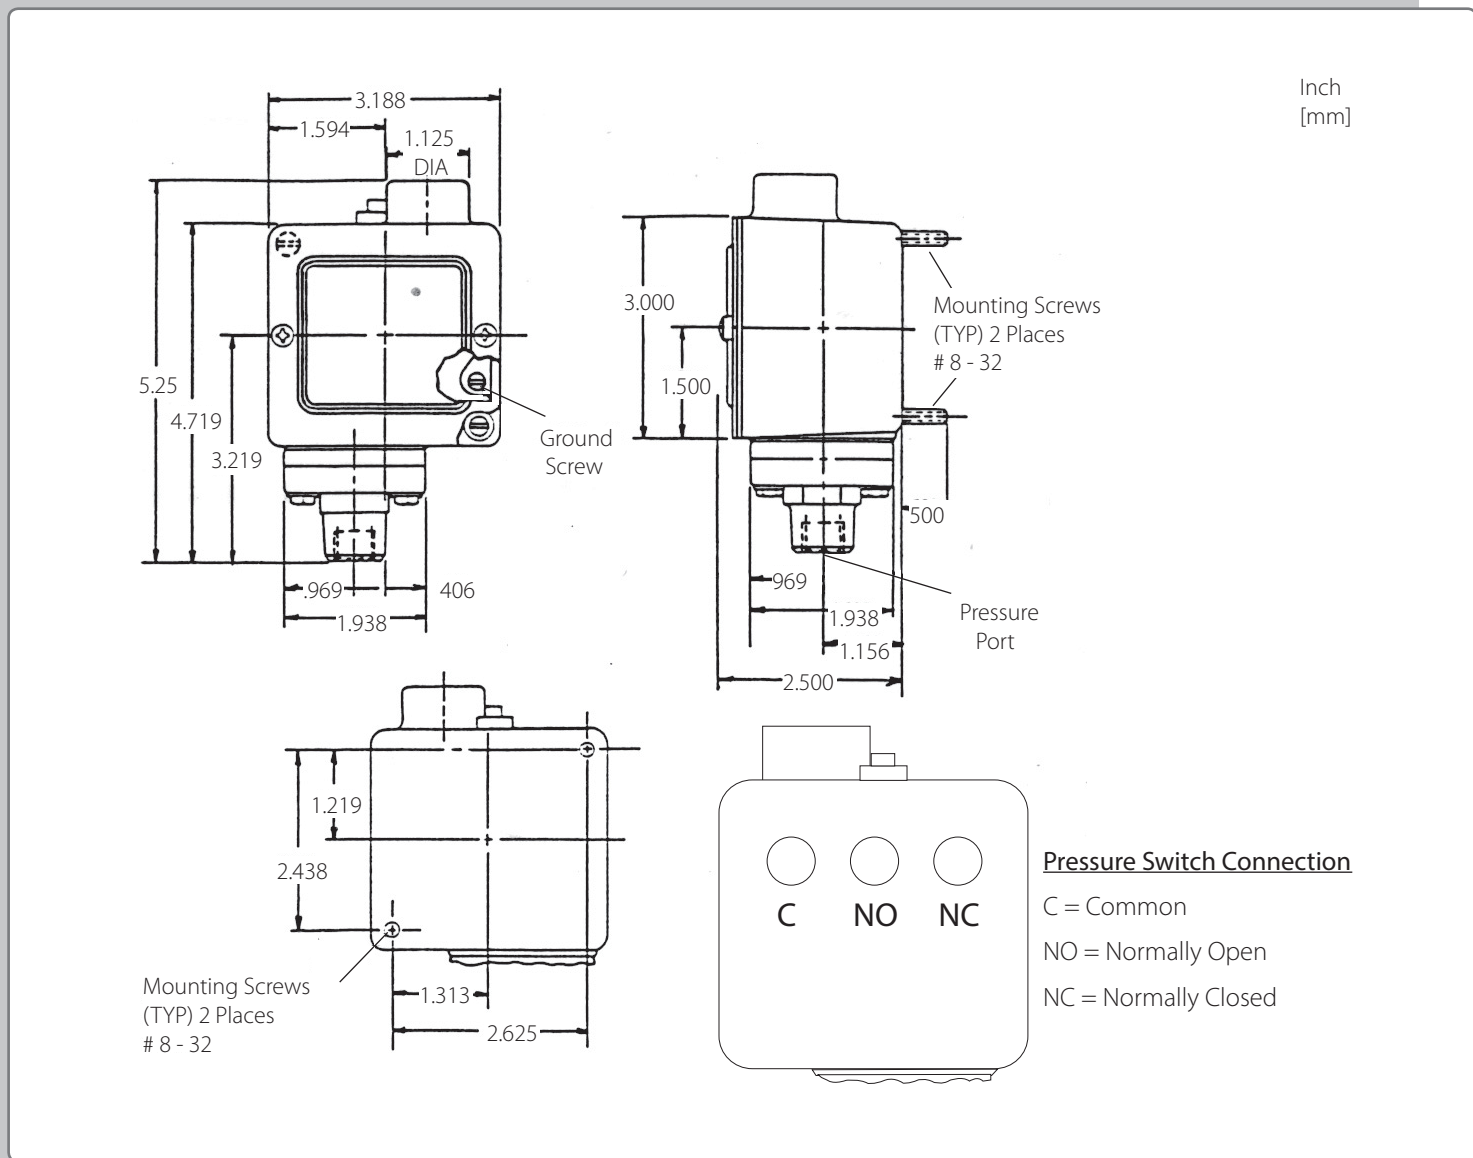 Inch
[mm]
3.188
1.594
1.125
DIA
5.25
4.719
3.219
Ground
Screw
.969
406
1.938
3.000
1.500
Mounting Screws
(TYP) 2 Places
# 8 - 32
500
969
1.938
1.156
2.500
Pressure
Port
1.219
2.438
Mounting Screws
(TYP) 2 Places
# 8 - 32
1.313
2.625
C NO NC
Pressure Switch Connection
C = Common
NO = Normally Open
NC = Normally Closed